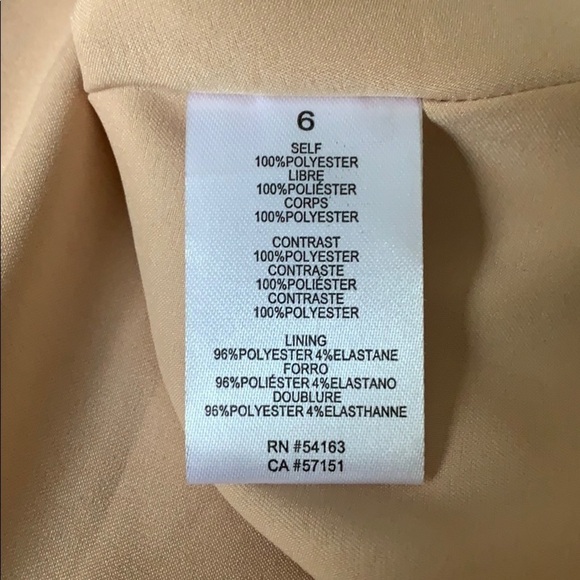 6
SELF
100%POLYESTER
LIBRE
100%POLIÉSTER
CORPS
100%POLYESTER
CONTRAST
100%POLYESTER
CONTRASTE
100%POLIÉSTER
CONTRASTE
100%POLYESTER
LINING
96%POLYESTER 4%ELASTANE
FORRO
96%POLIÉSTER 4%ELASTANO
DOUBLURE
96%POLYESTER 4%ELASTHANNE
RN #54163
CA #57151